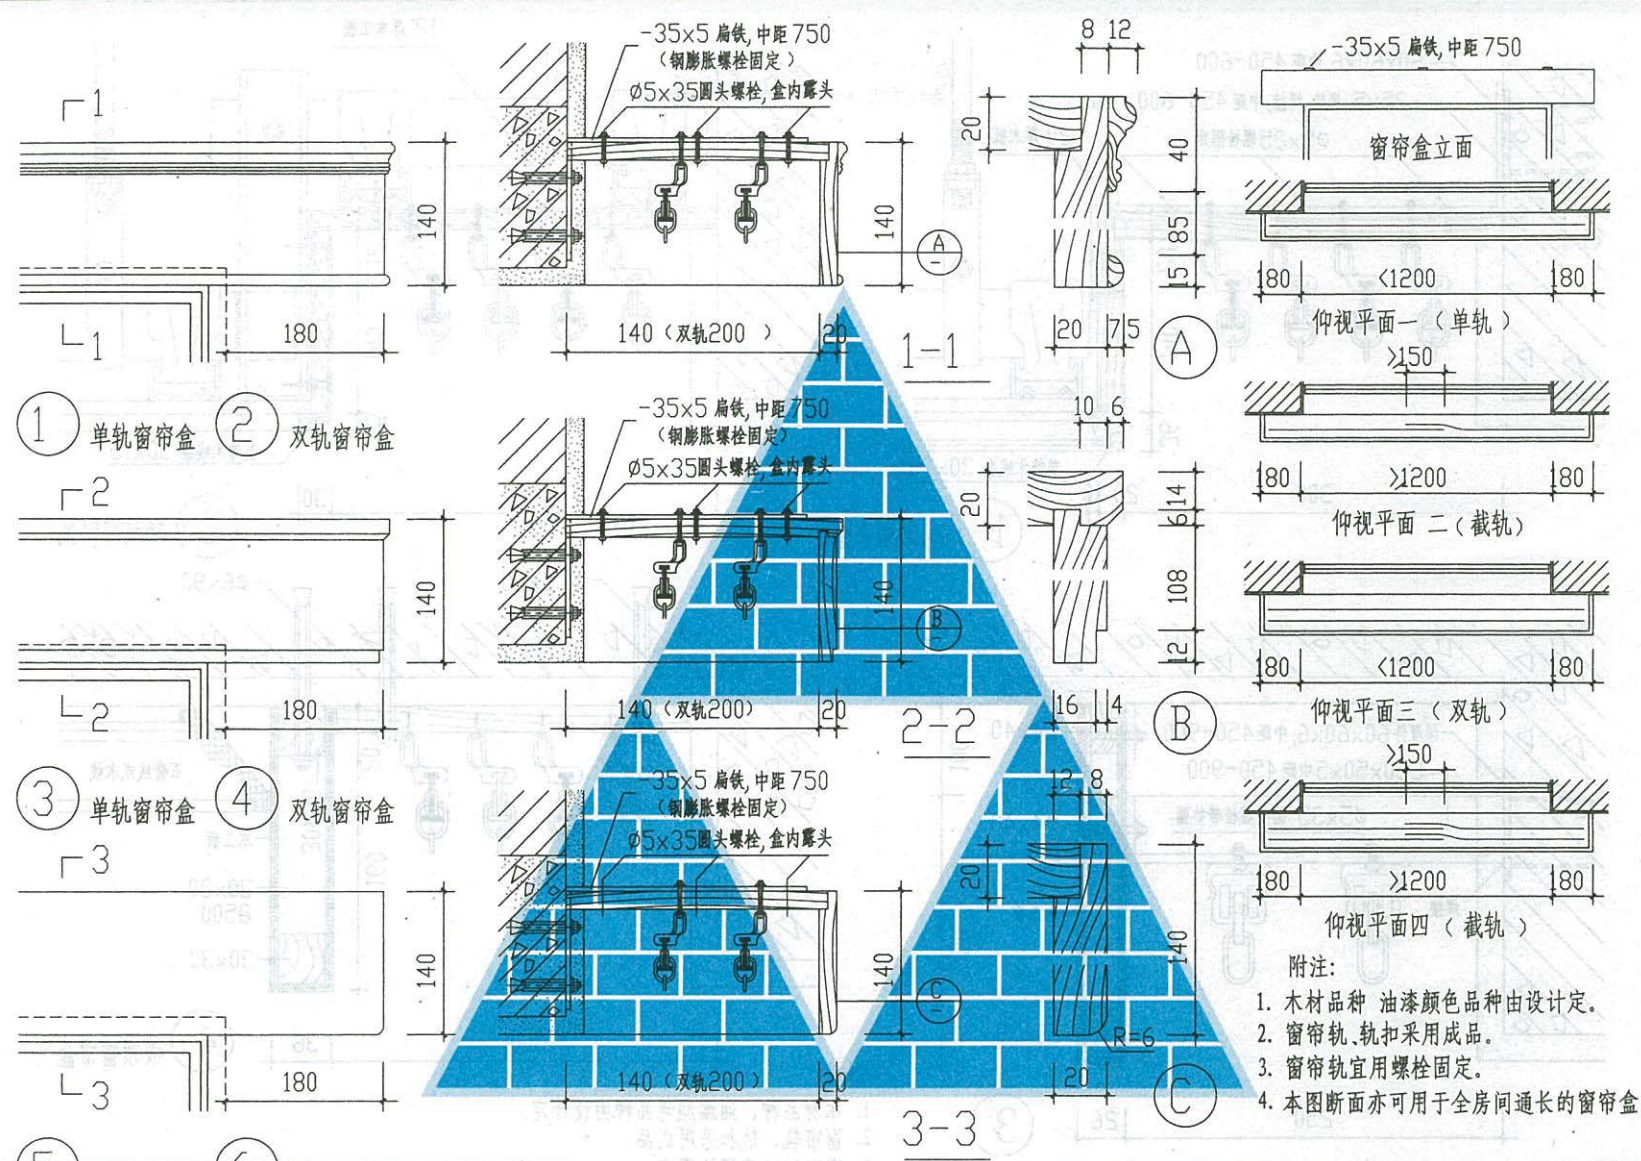 1
140
180
1
① 单轨窗帘盒 ② 双轨窗帘盒
-35x5 扁铁,中距 750
(钢膨胀螺栓固定)
Ø5x35圆头螺栓,盒内露头
140
A
-
140(双轨200)
20
1-1
8 12
20
40
85
15
20 7 5
A
-35x5 扁铁,中距 750
窗帘盒立面
180 <1200 180
仰视平面一(单轨)
>150
180 >1200 180
仰视平面 二(截轨)
2
140
180
2
③ 单轨窗帘盒 ④ 双轨窗帘盒
-35x5 扁铁,中距 750
(钢膨胀螺栓固定)
Ø5x35圆头螺栓,盒内露头
140
B
-
140(双轨200)
20
2-2
10 6
20
14
6
108
12
16 4
B
180 <1200 180
仰视平面三(双轨)
>150
180 >1200 180
仰视平面四(截轨)
3
140
180
3
-35x5 扁铁,中距 750
(钢膨胀螺栓固定)
Ø5x35圆头螺栓,盒内露头
140
C
-
140(双轨200)
20
3-3
12 8
20
140
R=6
20
C
附注:
1. 木材品种 油漆颜色品种由设计定。
2. 窗帘轨、轨扣采用成品。
3. 窗帘轨宜用螺栓固定。
4. 本图断面亦可用于全房间通长的窗帘盒